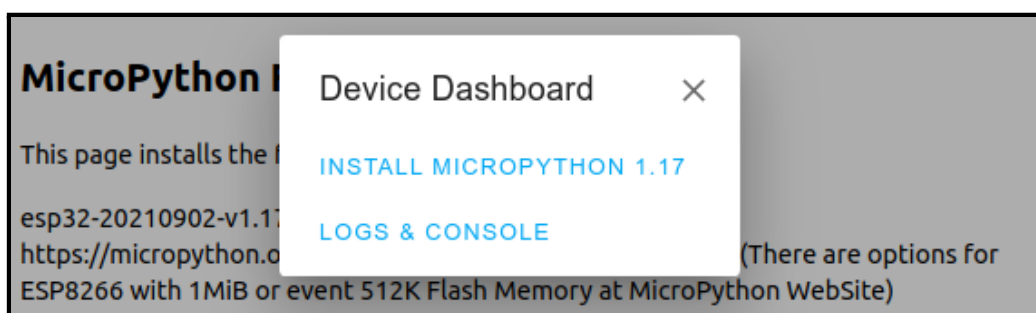 MicroPython
Device Dashboard
This page installs the
INSTALL MICROPYTHON 1.17
esp32-20210902-v1.17
LOGS & CONSOLE
https://micropython.o (There are options for
ESP8266 with 1MiB or event 512K Flash Memory at MicroPython WebSite)